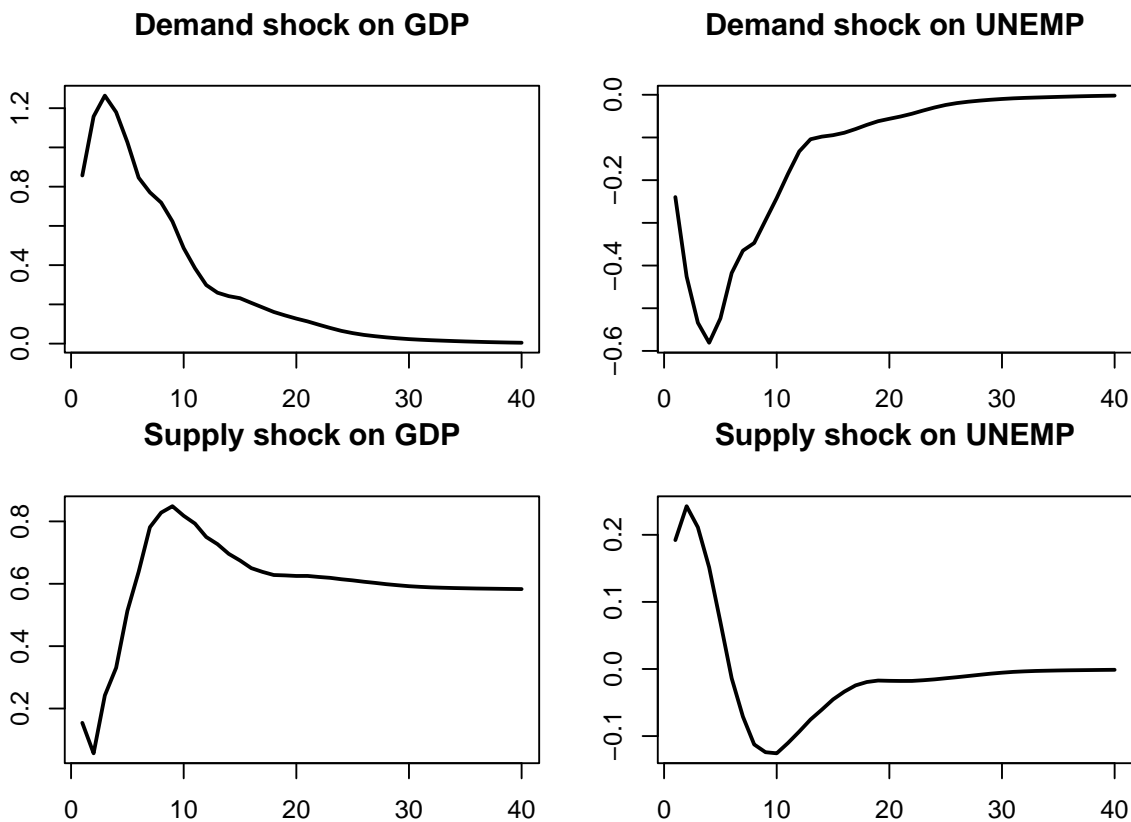 Demand shock on GDP
0.0 0.4 0.8 1.2
0 10 20 30 40
Demand shock on UNEMP
−0.6 −0.4 −0.2 0.0
0 10 20 30 40
Supply shock on GDP
0.2 0.4 0.6 0.8
0 10 20 30 40
Supply shock on UNEMP
−0.1 0.0 0.1 0.2
0 10 20 30 40